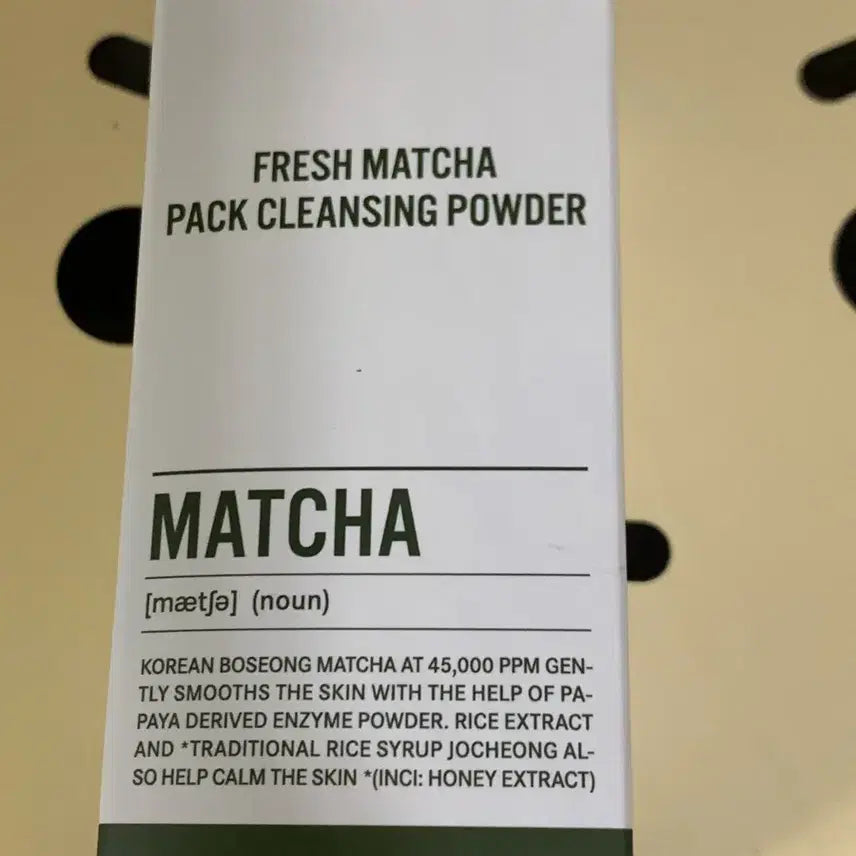 FRESH MATCHA
PACK CLEANSING POWDER
MATCHA
[mætʃə] (noun)
KOREAN BOSEONG MATCHA AT 45,000 PPM GEN-
TLY SMOOTHS THE SKIN WITH THE HELP OF PA-
PAYA DERIVED ENZYME POWDER. RICE EXTRACT
AND *TRADITIONAL RICE SYRUP JOCHEONG AL-
SO HELP CALM THE SKIN *(INCI: HONEY EXTRACT)